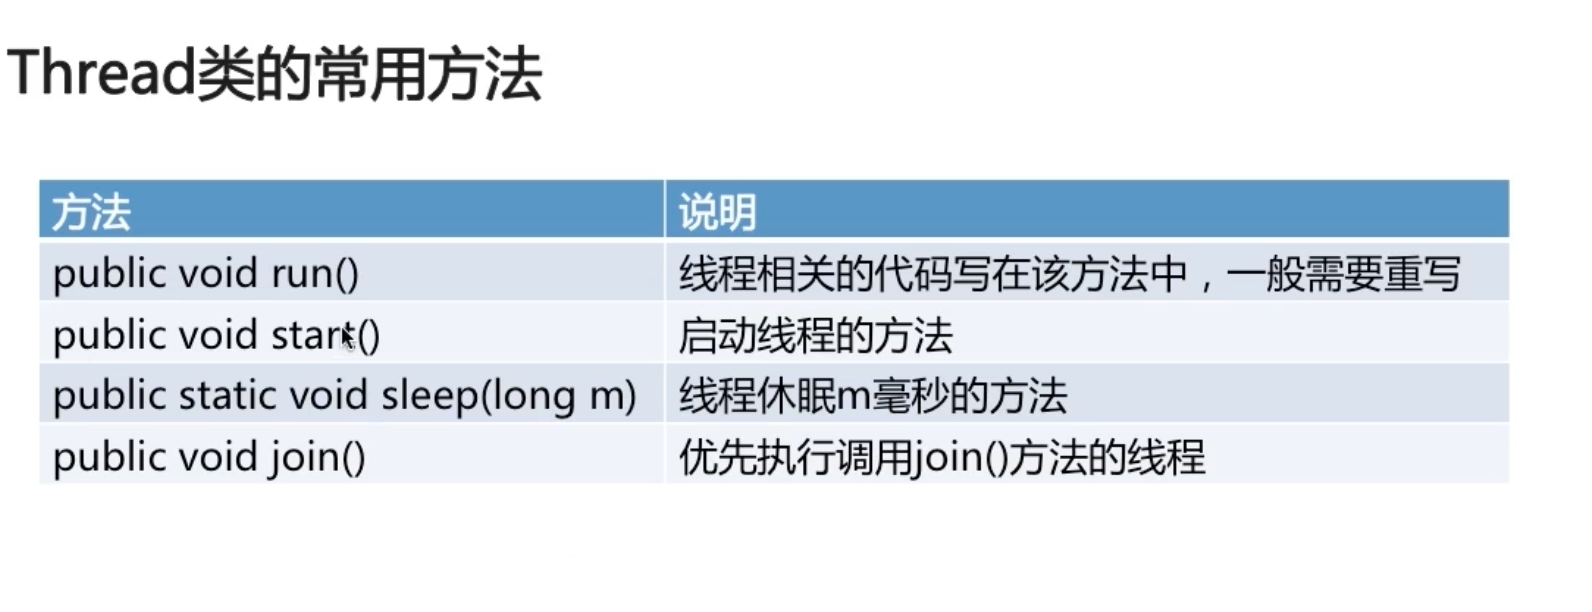 Thread类的常用方法
方法 说明
public void run() 线程相关的代码写在该方法中，一般需要重写
public void start() 启动线程的方法
public static void sleep(long m) 线程休眠m毫秒的方法
public void join() 优先执行调用join()方法的线程